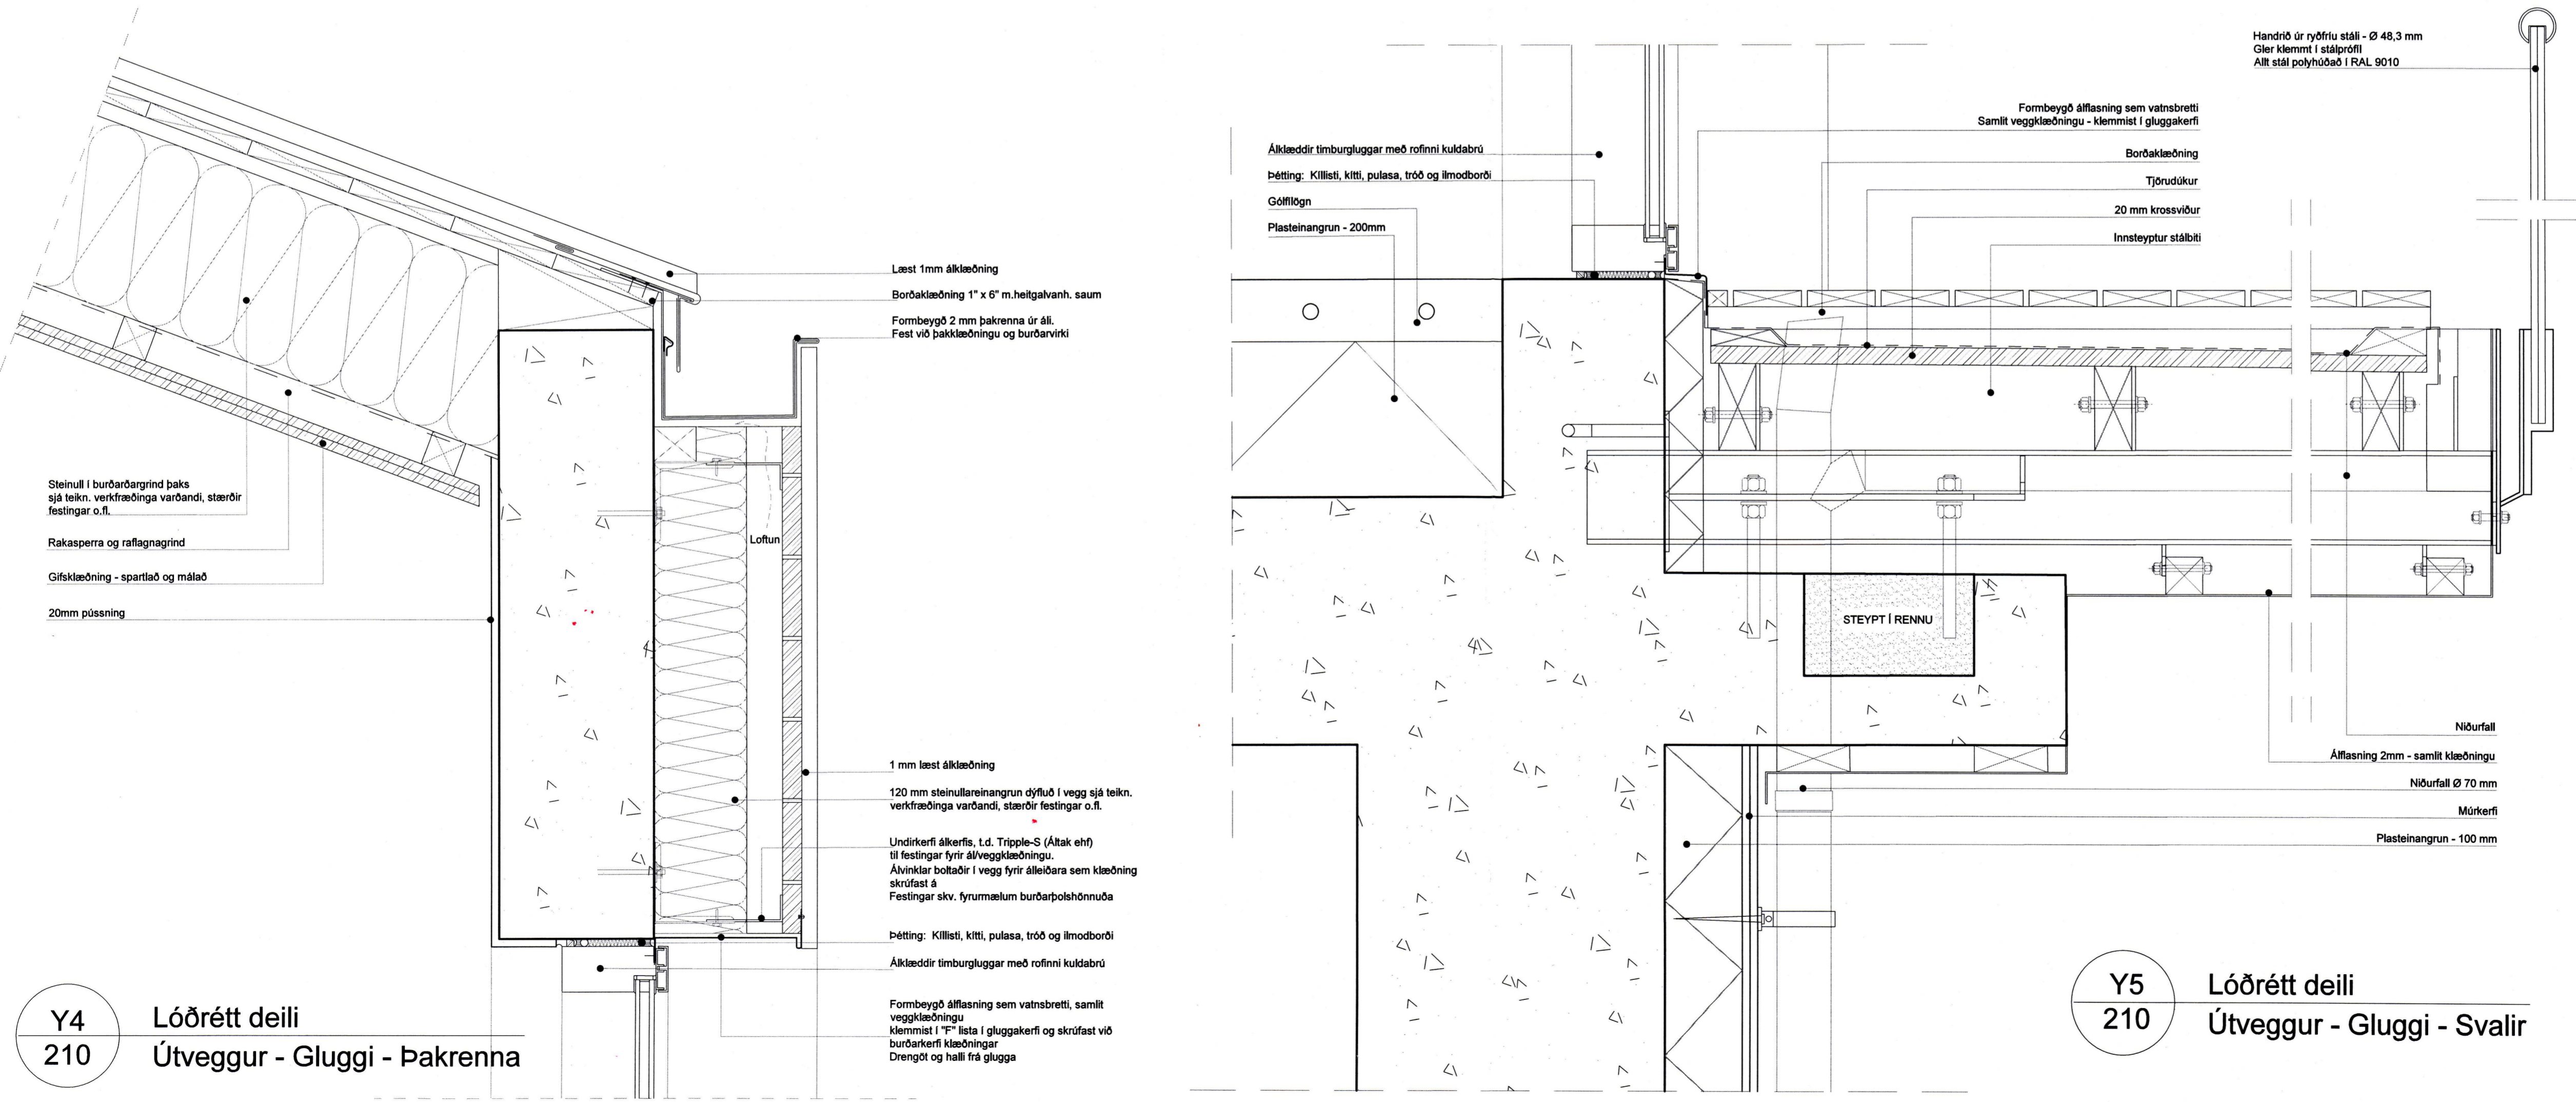 Læst 1mm álklæðning
Borðaklæðning 1" x 6" m.heitgalvanh. saum
Formbeygð 2 mm þakrenna úr áli.
Fest við þakklæðningu og burðarvirki
Steinull í burðarðargrind þaks
sjá teikn. verkfræðinga varðandi, stærðir
festingar o.fl.
Rakasperra og raflagnagrind
Gifsklæðning - spartlað og málað
20mm pússning
Loftun
1 mm læst álklæðning
120 mm steinullareinangrun dýfluð í vegg sjá teikn.
verkfræðinga varðandi, stærðir festingar o.fl.
Undirkerfi álkerfis, t.d. Tripple-S (Áltak ehf)
til festingar fyrir ál/veggklæðningu.
Álvinklar boltaðir í vegg fyrir álleiðara sem klæðning
skrúfast á
Festingar skv. fyrurmælum burðarþolshönnuða
Þétting: Kíllisti, kítti, pulasa, tróð og ilmodborði
Álklæddir timburgluggar með rofinni kuldabrú
Formbeygð álflasning sem vatnsbretti, samlit
veggklæðningu
klemmist í "F" lista í gluggakerfi og skrúfast við
burðarkerfi klæðningar
Drengöt og halli frá glugga
Y4
210
Lóðrétt deili
Útveggur - Gluggi - Þakrenna
Handrið úr ryðfríu stáli - Ø 48,3 mm
Gler klemmt í stálprófíl
Allt stál polyhúðað í RAL 9010
Formbeygð álflasning sem vatnsbretti
Samlit veggklæðningu - klemmist í gluggakerfi
Borðaklæðning
Tjörudúkur
20 mm krossviður
Innsteyptur stálbiti
Álklæddir timburgluggar með rofinni kuldabrú
Þétting: Kíllisti, kítti, pulasa, tróð og ilmodborði
Gólfílögn
Plasteinangrun - 200mm
STEYPT Í RENNU
Niðurfall
Álflasning 2mm - samlit klæðningu
Niðurfall Ø 70 mm
Múrkerfi
Plasteinangrun - 100 mm
Y5
210
Lóðrétt deili
Útveggur - Gluggi - Svalir